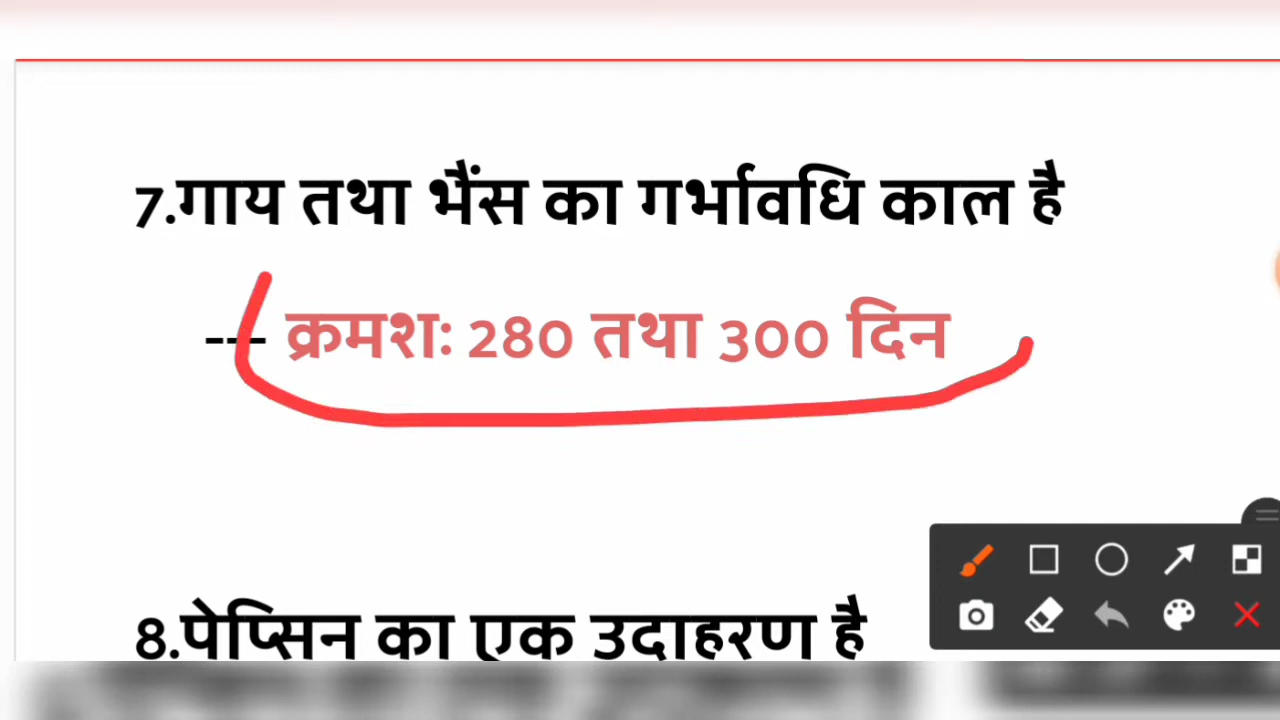 7.गाय तथा भैंस का गर्भावधि काल है
--- क्रमश: 280 तथा 300 दिन
8.पेप्सिन का एक उदाहरण है